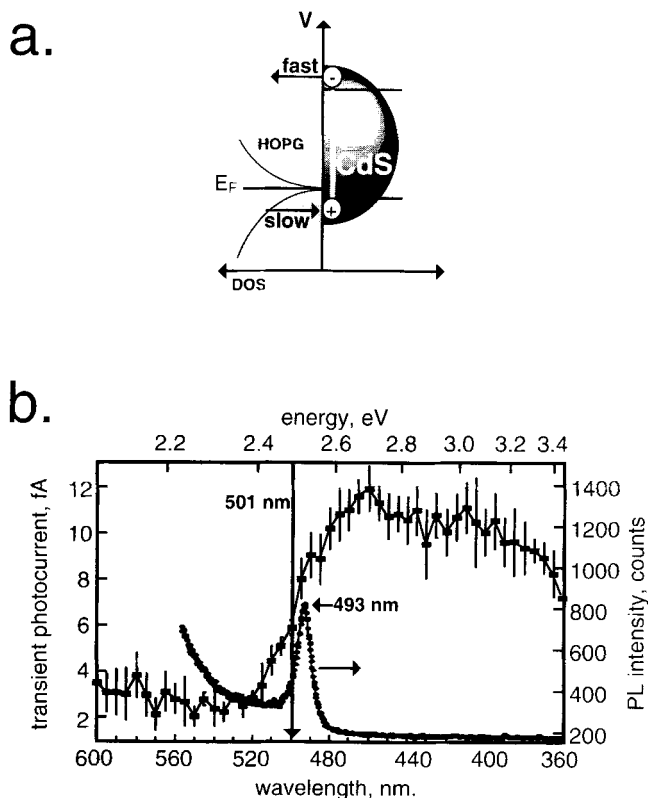 a.
V
fast
-
HOPG
CdS
EF
+
slow
DOS
b.
energy, eV
2.2 2.4 2.6 2.8 3.0 3.2 3.4
12 10 8 6 4 2
transient photocurrent, fA
501 nm
493 nm
1400 1200 1000 800 600 400 200
PL intensity, counts
600 560 520 480 440 400 360
wavelength, nm.